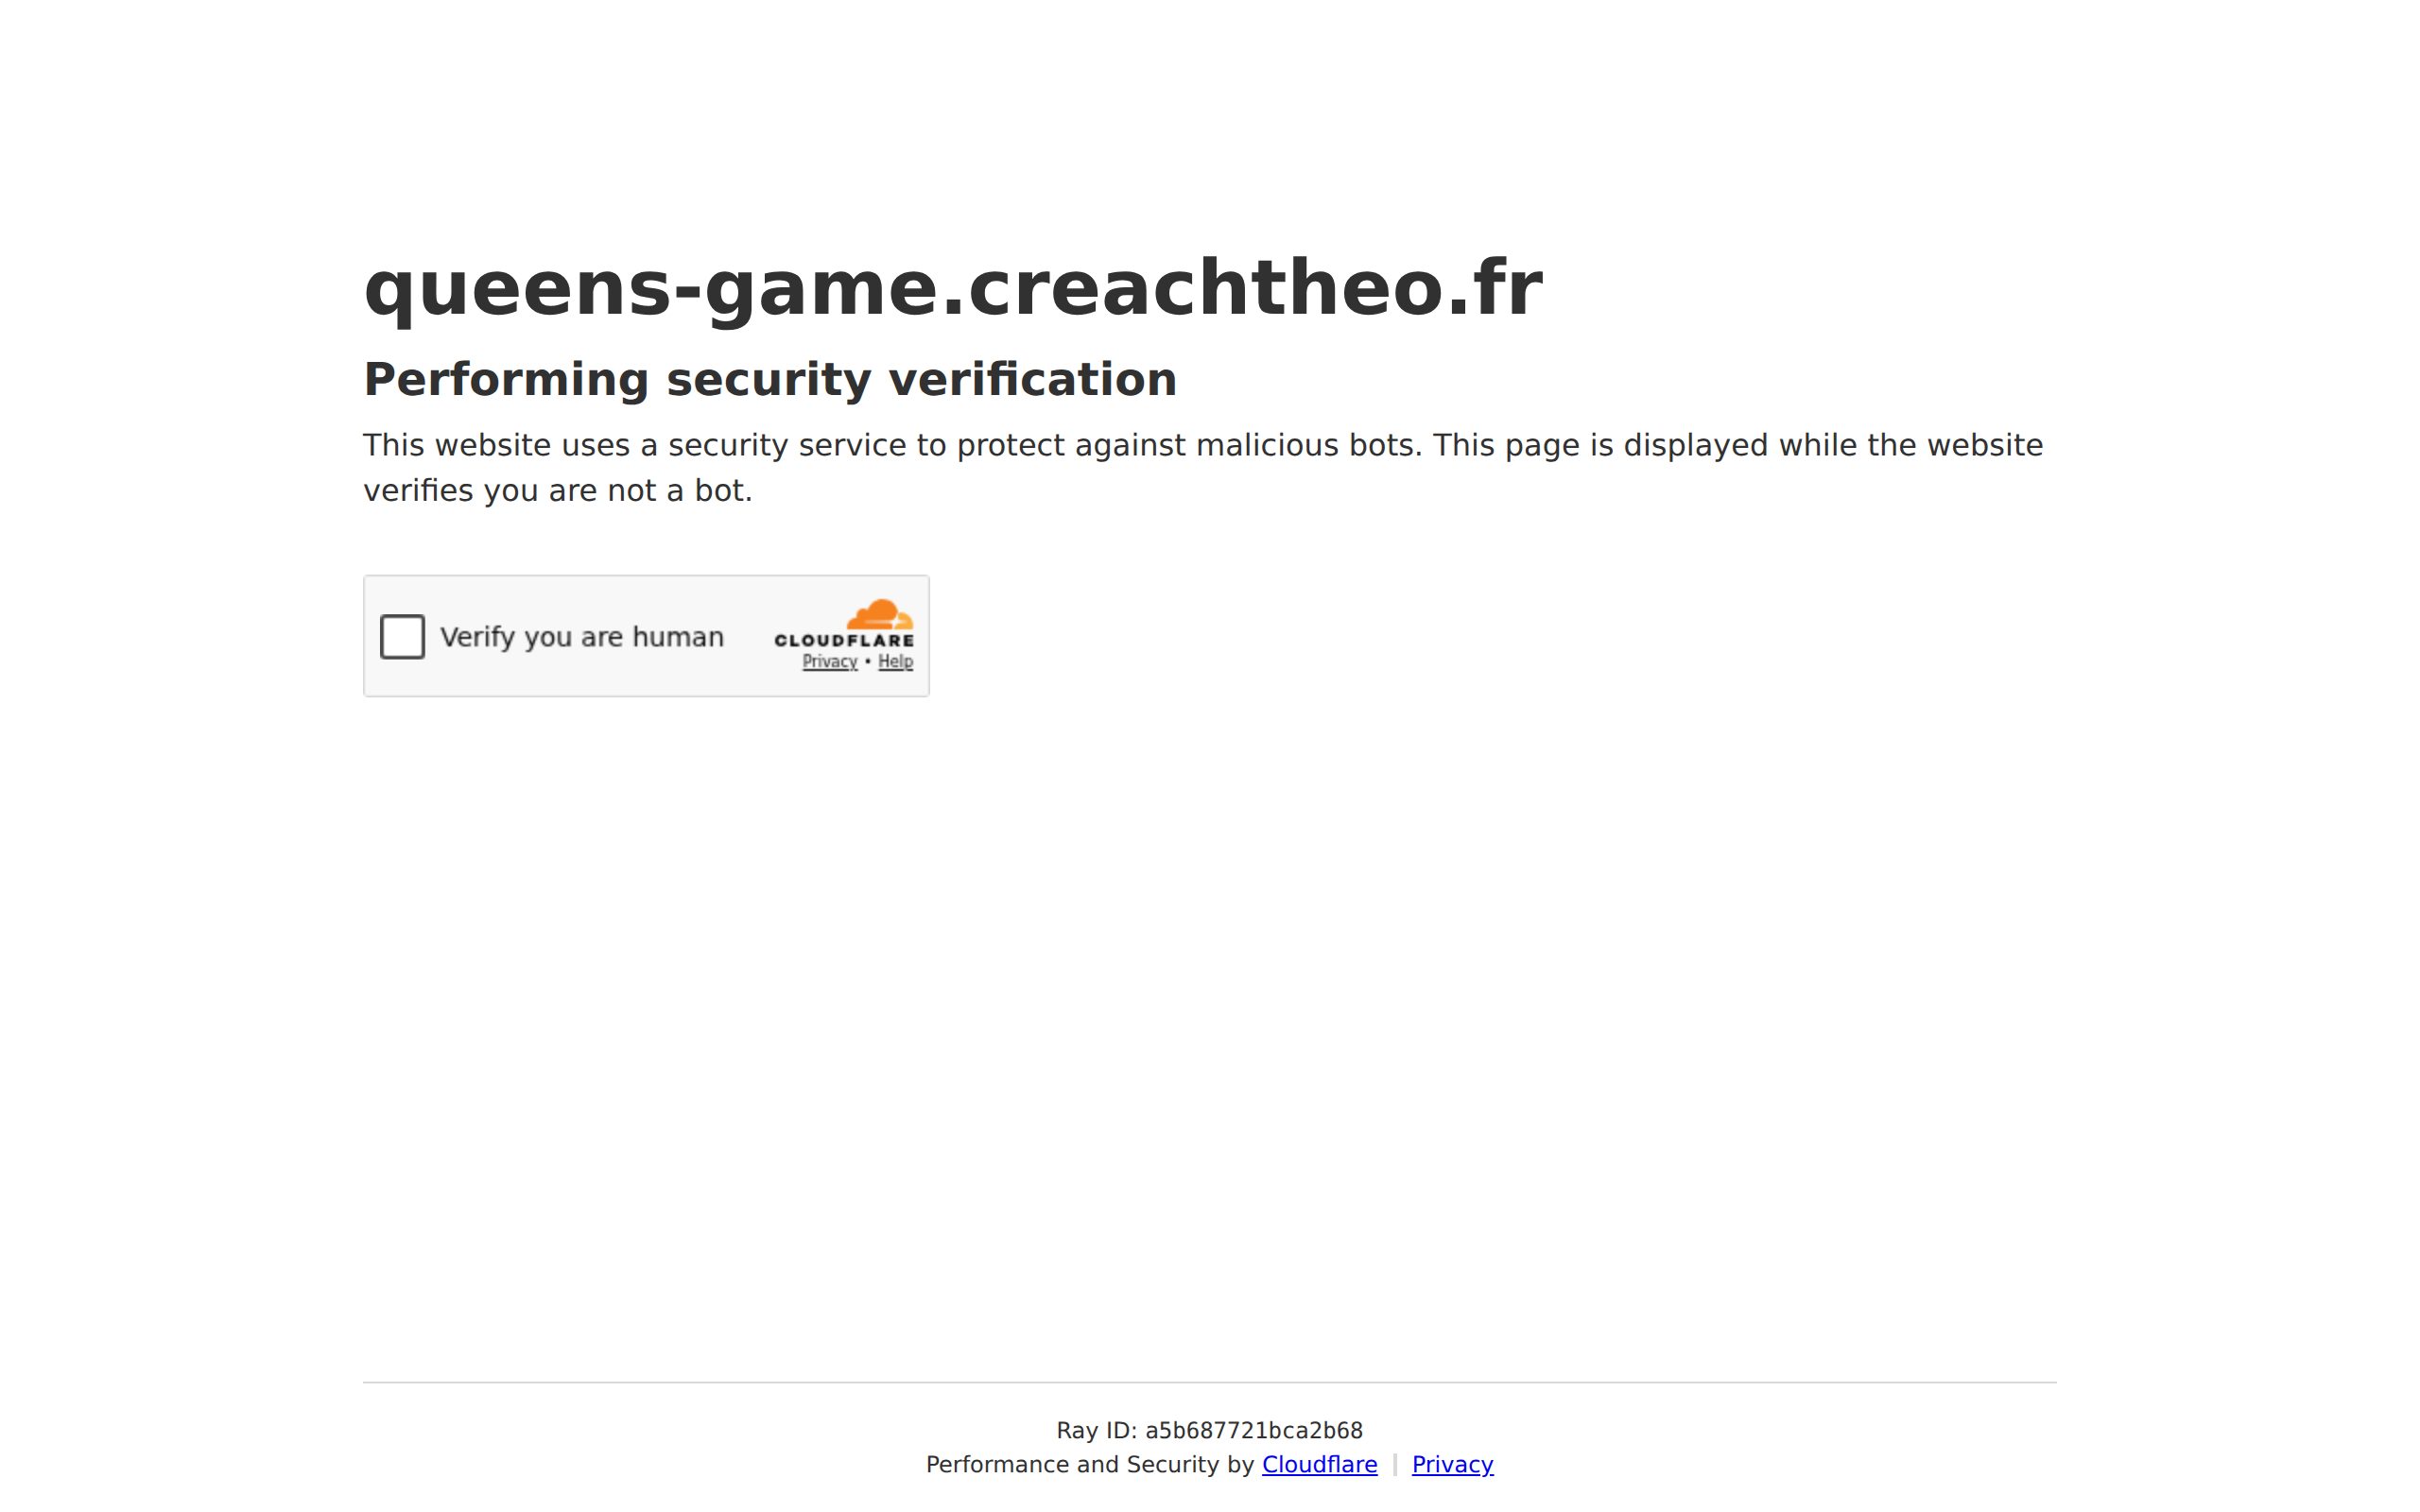 queens-game.creachtheo.fr
Performing security verification
This website uses a security service to protect against malicious bots. This page is displayed while the website
verifies you are not a bot.
Verify you are human
CLOUDFLARE
Privacy • Help
Ray ID: a5b687721bca2b68
Performance and Security by Cloudflare | Privacy